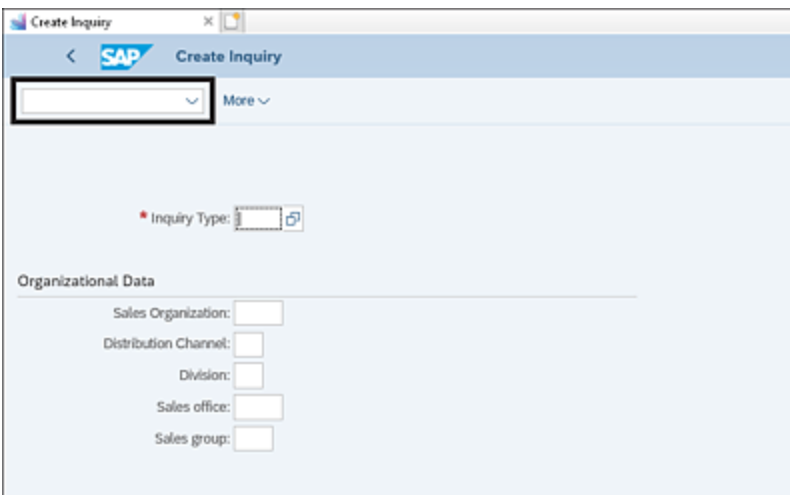 Create Inquiry
SAP Create Inquiry
More
* Inquiry Type:
Organizational Data
Sales Organization:
Distribution Channel:
Division:
Sales office:
Sales group: